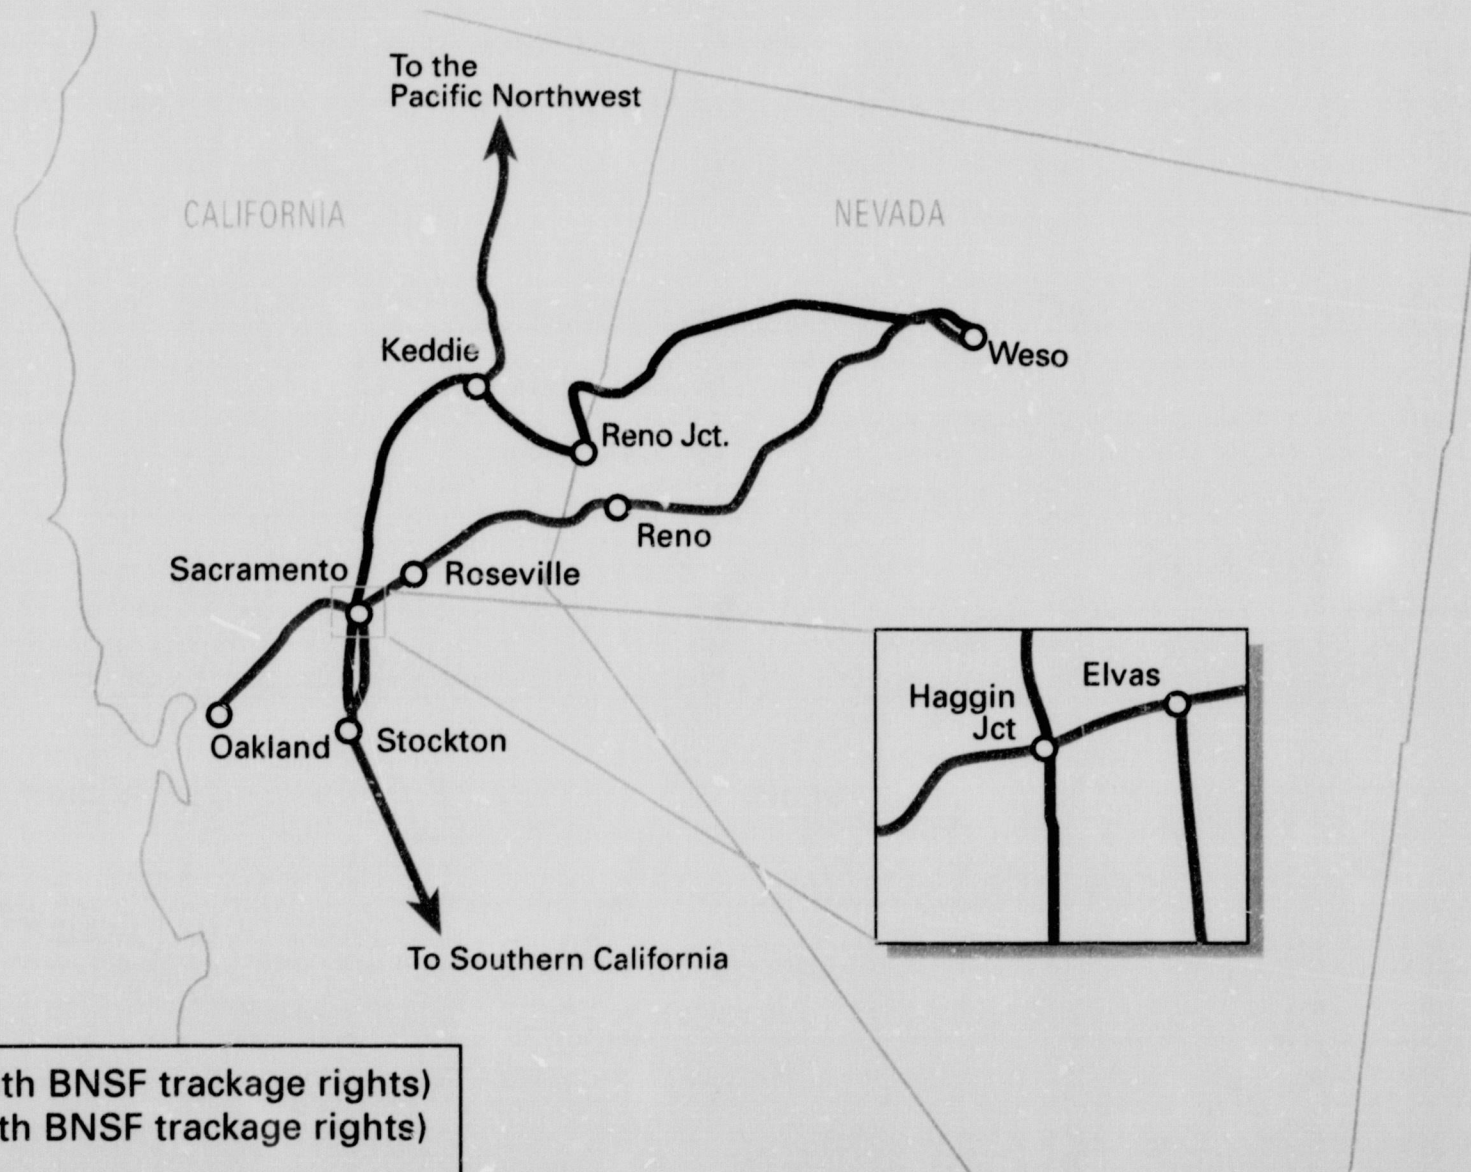 To the
Pacific Northwest
CALIFORNIA
NEVADA
Keddie
Weso
Reno Jct.
Reno
Sacramento
Roseville
Oakland
Stockton
Haggin
Jct
Elvas
To Southern California
th BNSF trackage rights)
th BNSF trackage rights)